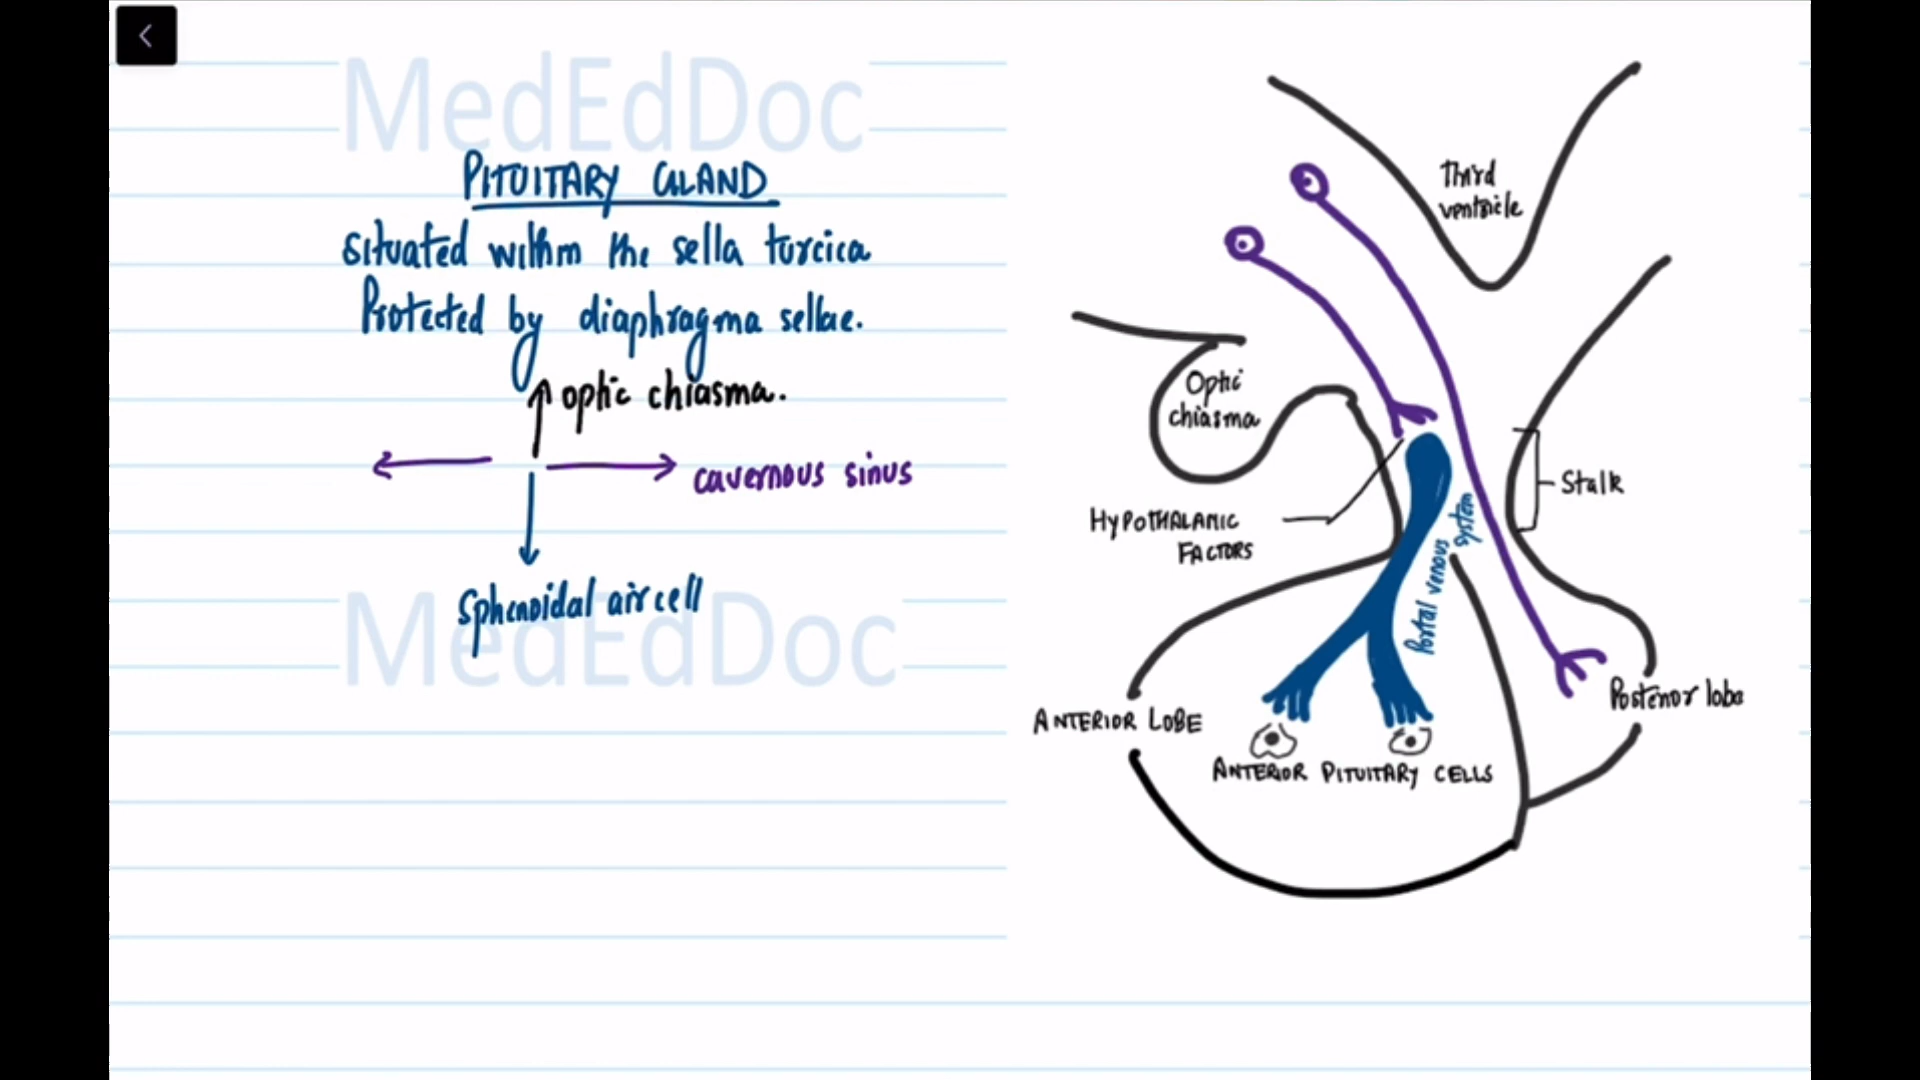 MedEdDoc
PITUITARY GLAND
Situated within the sella turcica
Protected by diaphragma sellae.
optic chiasma.
cavernous sinus
Sphenoidal air cell
MedEdDoc
Third
ventricle
Optic
chiasma
Stalk
HYPOTHALAMIC
FACTORS
Portal venous
system
Posterior lobe
ANTERIOR LOBE
ANTERIOR PITUITARY CELLS